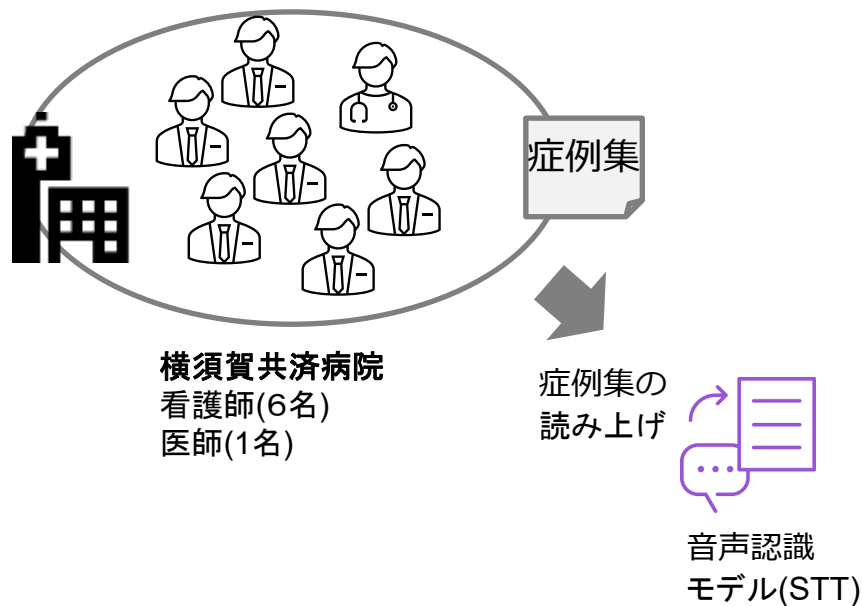 症例集
横須賀共済病院
看護師(6名)
医師(1名)
症例集の
読み上げ
音声認識
モデル(STT)